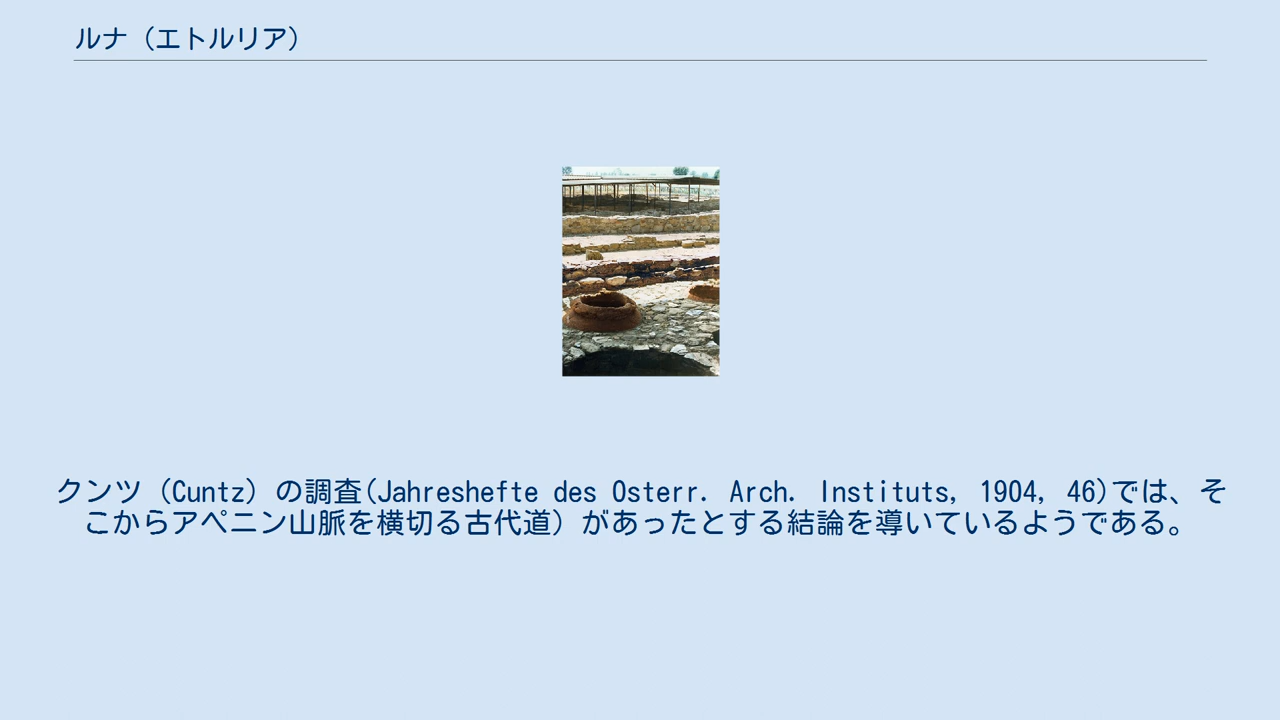 ルナ（エトルリア）
クンツ（Cuntz）の調査(Jahreshefte des Osterr. Arch. Instituts, 1904, 46)では、そ
こからアペニン山脈を横切る古代道）があったとする結論を導いているようである。